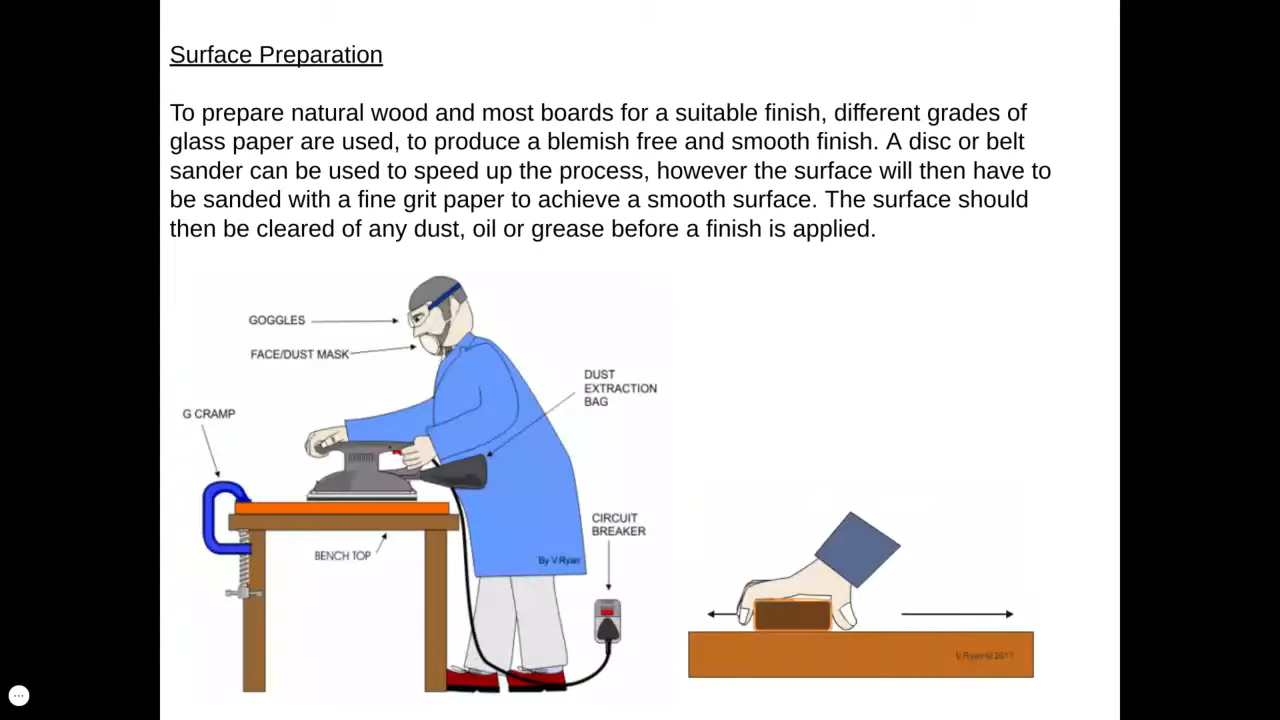 Surface Preparation
To prepare natural wood and most boards for a suitable finish, different grades of
glass paper are used, to produce a blemish free and smooth finish. A disc or belt
sander can be used to speed up the process, however the surface will then have to
be sanded with a fine grit paper to achieve a smooth surface. The surface should
then be cleared of any dust, oil or grease before a finish is applied.
GOGGLES
FACE/DUST MASK
DUST
EXTRACTION
BAG
G CRAMP
CIRCUIT
BREAKER
BENCH TOP
By V.Ryan
V.Ryan© 2011